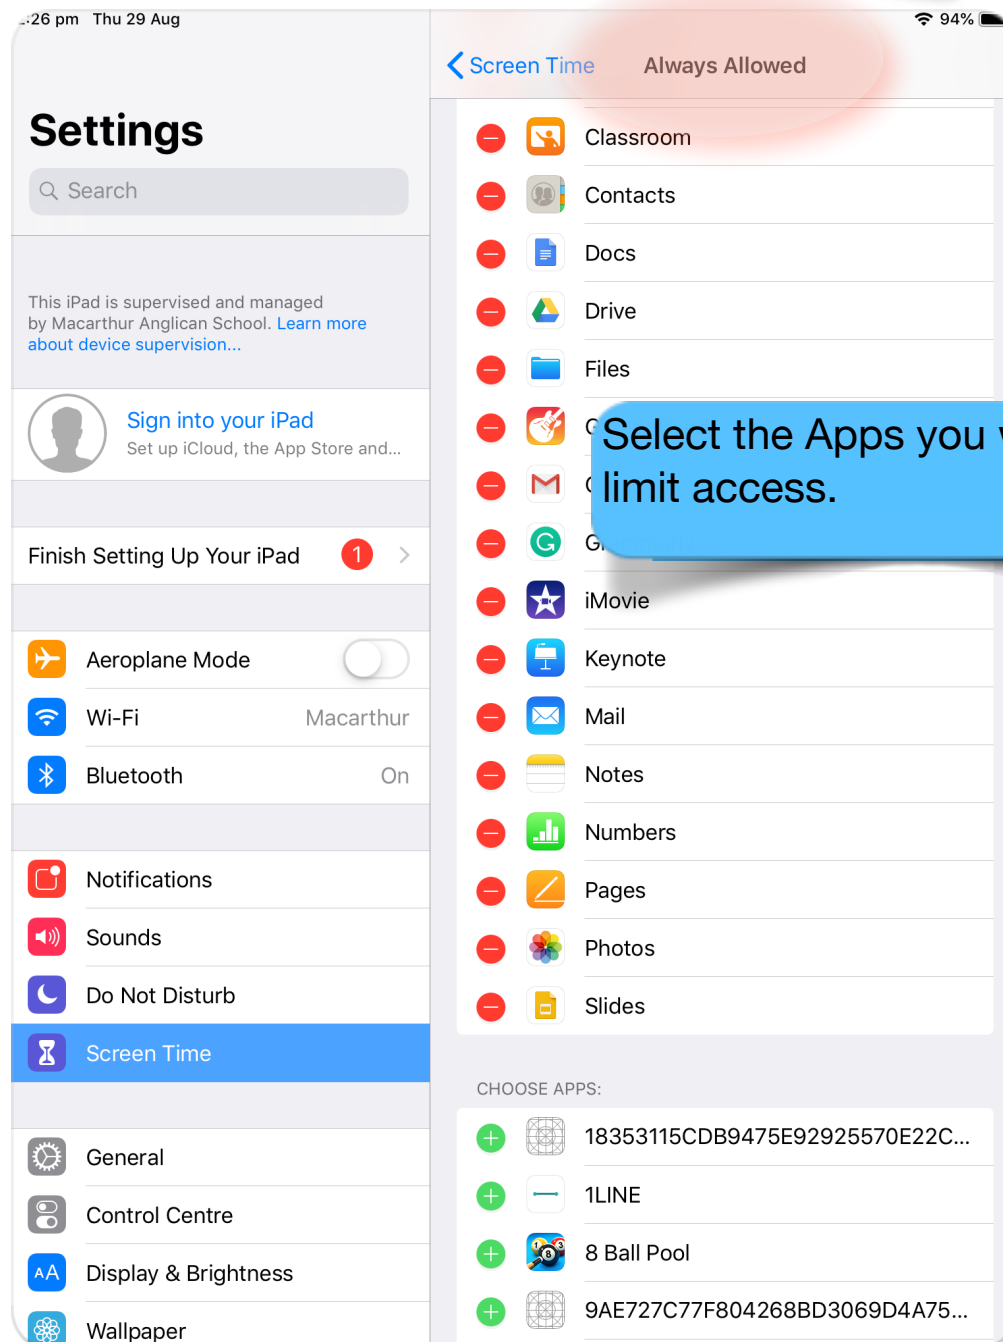 :26 pm Thu 29 Aug
94%
Settings
Search
This iPad is supervised and managed
by Macarthur Anglican School. Learn more
about device supervision...
Sign into your iPad
Set up iCloud, the App Store and...
Finish Setting Up Your iPad 1
Aeroplane Mode
Wi-Fi Macarthur
Bluetooth On
Notifications
Sounds
Do Not Disturb
Screen Time
General
Control Centre
AA Display & Brightness
Wallpaper
Screen Time Always Allowed
Classroom
Contacts
Docs
Drive
Files
Select the Apps you
limit access.
iMovie
Keynote
Mail
Notes
Numbers
Pages
Photos
Slides
CHOOSE APPS:
18353115CDB9475E92925570E22C...
1LINE
8 Ball Pool
9AE727C77F804268BD3069D4A75...